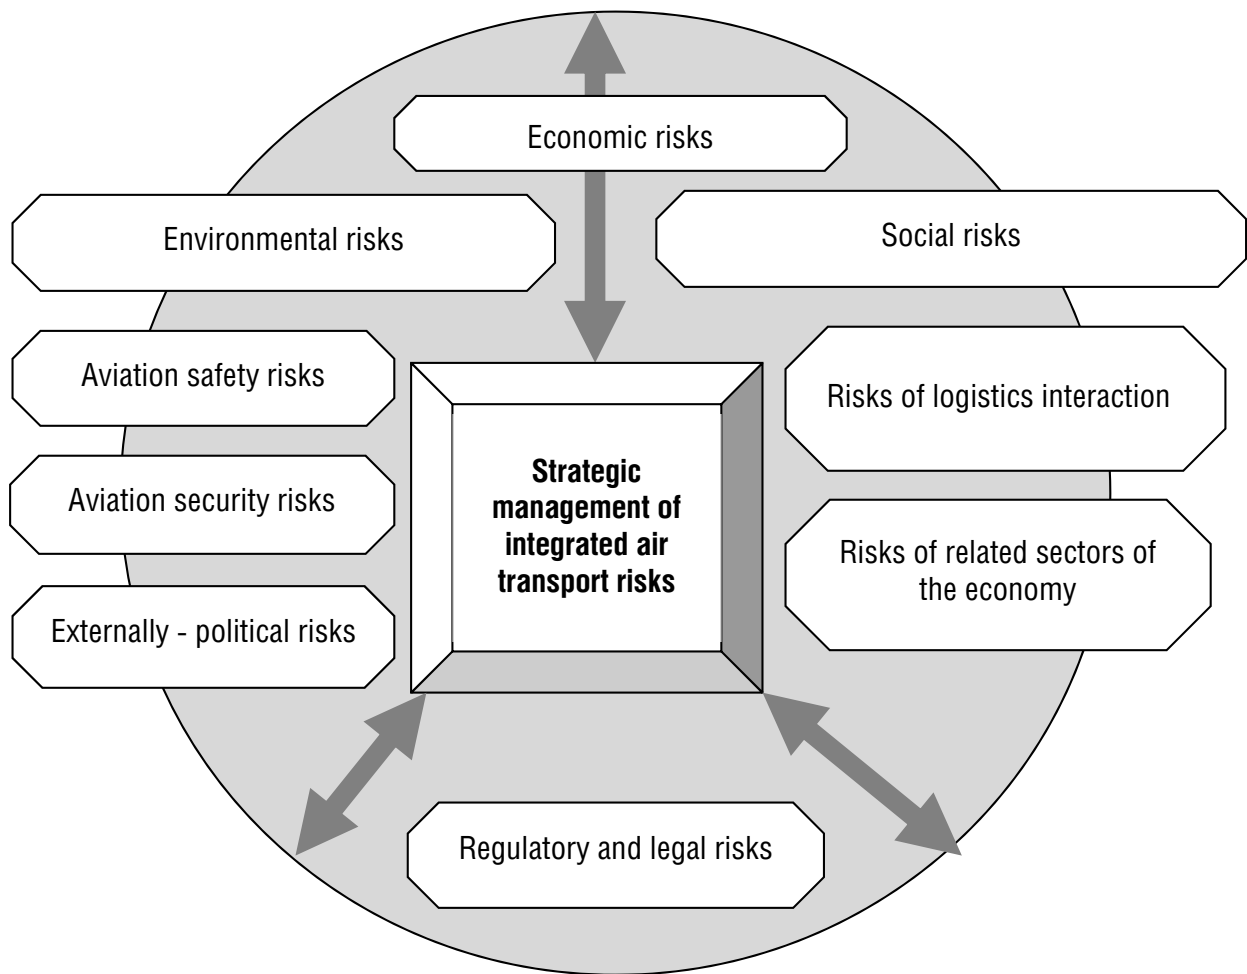 Economic risks
Environmental risks
Social risks
Aviation safety risks
Risks of logistics interaction
Aviation security risks
Strategic
management of
integrated air
transport risks
Risks of related sectors of
the economy
Externally - political risks
Regulatory and legal risks